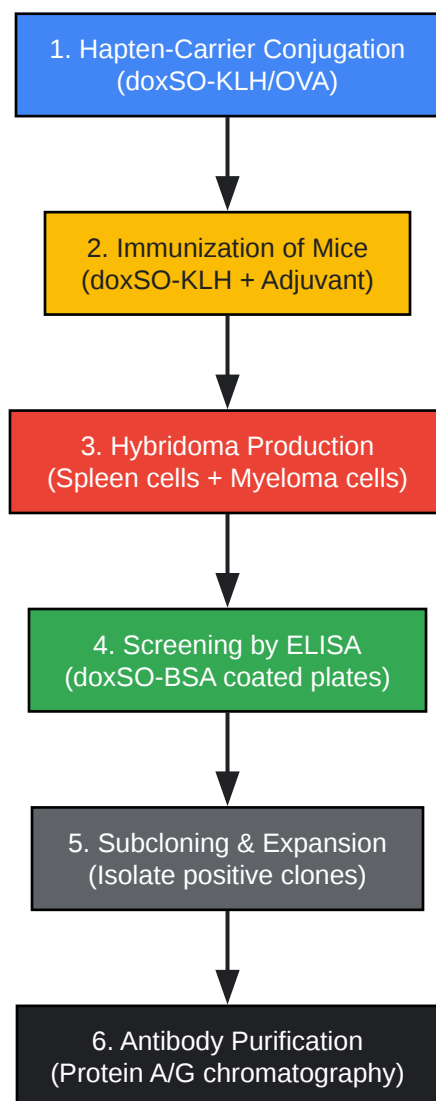 1. Hapten-Carrier Conjugation
(doxSO-KLH/OVA)
2. Immunization of Mice
(doxSO-KLH + Adjuvant)
3. Hybridoma Production
(Spleen cells + Myeloma cells)
4. Screening by ELISA
(doxSO-BSA coated plates)
5. Subcloning & Expansion
(Isolate positive clones)
6. Antibody Purification
(Protein A/G chromatography)